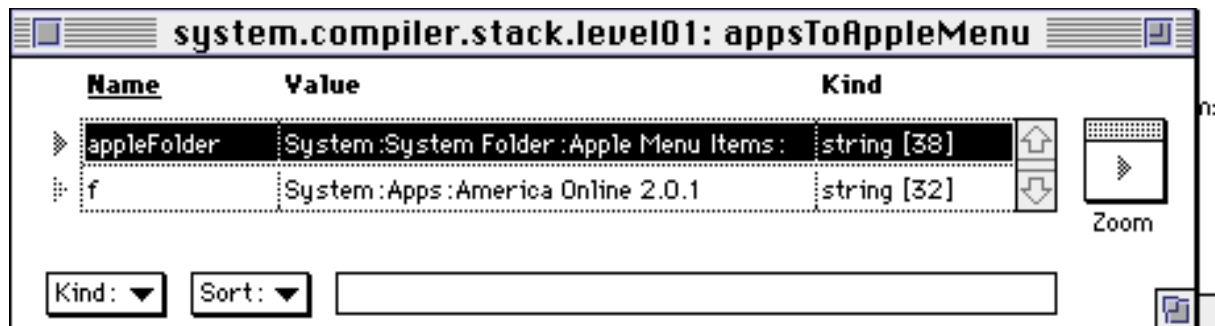 system.compiler.stack.level01: appsToAppleMenu
Name Value Kind
appleFolder System:System Folder:Apple Menu Items: string [38]
f System:Apps:America Online 2.0.1 string [32]
Zoom
Kind: Sort: